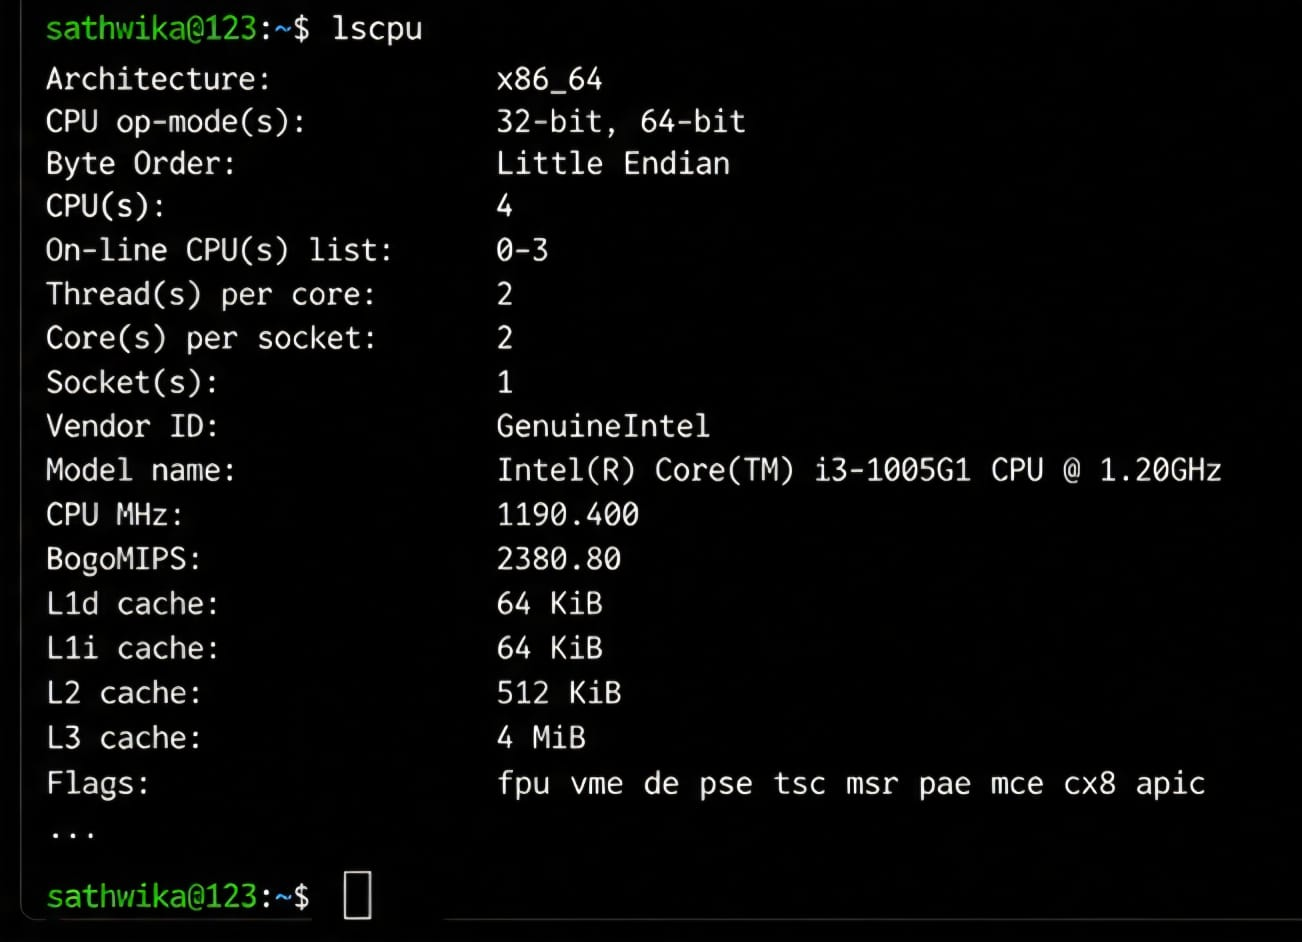 sathwika@123:~$ lscpu
Architecture: x86_64
CPU op-mode(s): 32-bit, 64-bit
Byte Order: Little Endian
CPU(s): 4
On-line CPU(s) list: 0-3
Thread(s) per core: 2
Core(s) per socket: 2
Socket(s): 1
Vendor ID: GenuineIntel
Model name: Intel(R) Core(TM) i3-1005G1 CPU @ 1.20GHz
CPU MHz: 1190.400
BogoMIPS: 2380.80
L1d cache: 64 KiB
L1i cache: 64 KiB
L2 cache: 512 KiB
L3 cache: 4 MiB
Flags: fpu vme de pse tsc msr pae mce cx8 apic
...
sathwika@123:~$